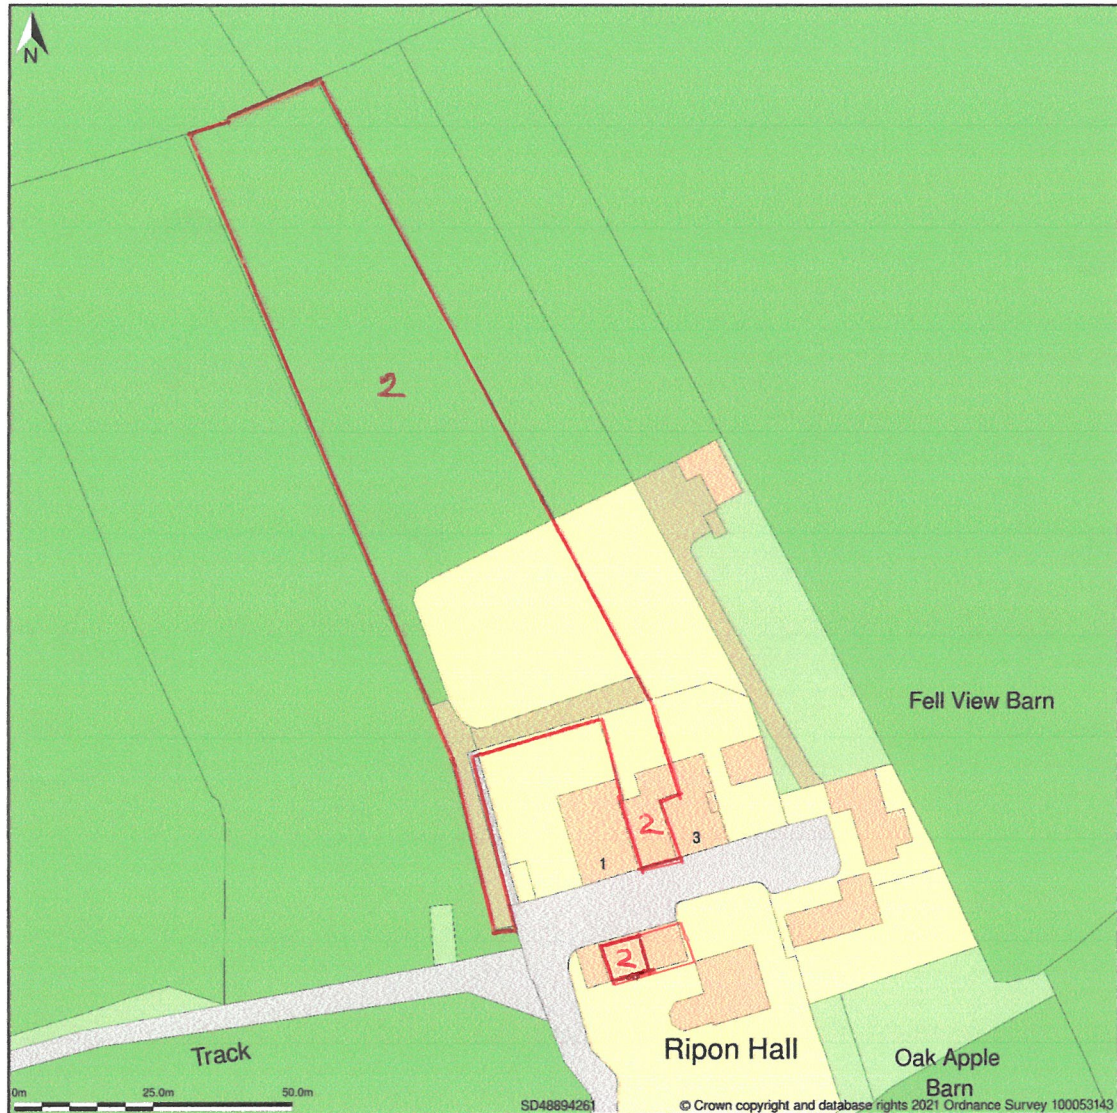 N
2
Fell View Barn
2
3
1
2
Ripon Hall
Oak Apple
Barn
Track
0m 25.0m 50.0m
SD48894261
© Crown copyright and database rights 2021 Ordnance Survey 100053143